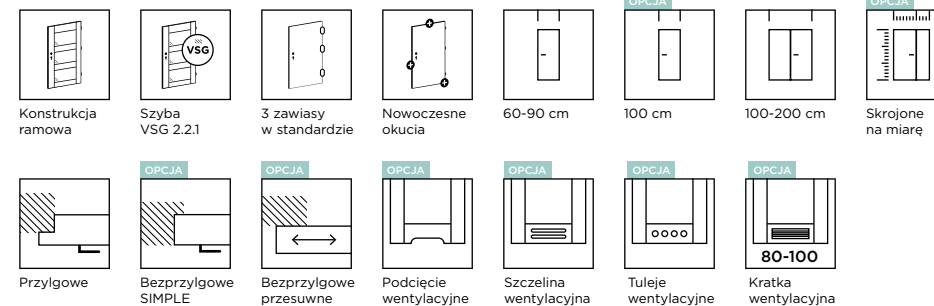 OPCJA OPCJA
VSG
Konstrukcja
ramowa
Szyba
VSG 2.2.1
3 zawiasy
w standardzie
Nowoczesne
okucia
60-90 cm
100 cm
100-200 cm
Skrojone
na miarę
OPCJA OPCJA OPCJA OPCJA OPCJA OPCJA
80-100
Przylgowe
Bezprzylgowe
SIMPLE
Bezprzylgowe
przesuwne
Podcięcie
wentylacyjne
Szczelina
wentylacyjna
Tuleje
wentylacyjne
Kratka
wentylacyjna